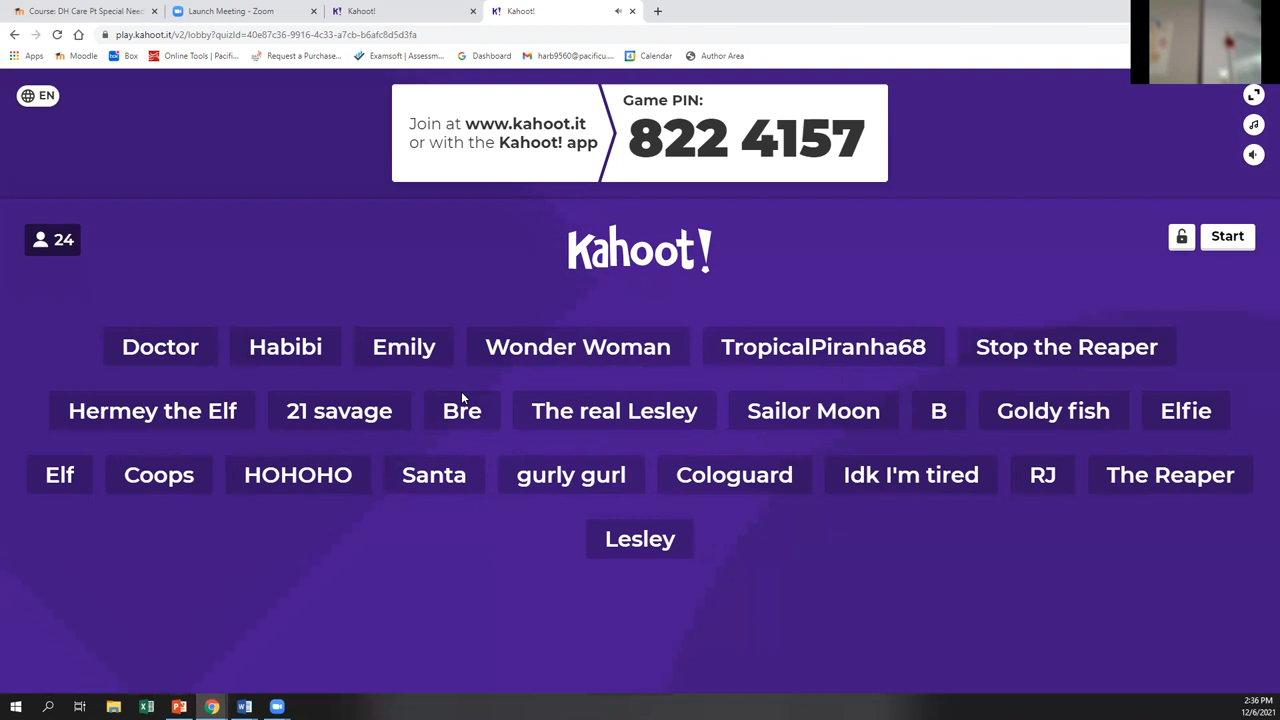 Course: DH Care Pt Special Nee
Launch Meeting - Zoom
Kahoot!
Kahoot!
play.kahoot.it/v2/lobby?quizId=40e87c36-9916-4c33-a7cb-b6afc8d5d3fa
Apps
Moodle
Box
Online Tools | Pacifi...
Request a Purchase...
Examsoft | Assessm...
Dashboard
harb9560@pacificu...
Calendar
Author Area
EN
Join at www.kahoot.it
or with the Kahoot! app
Game PIN:
822 4157
24
Kahoot!
Start
Doctor Habibi Emily Wonder Woman TropicalPiranha68 Stop the Reaper
Hermey the Elf 21 savage Bre The real Lesley Sailor Moon B Goldy fish Elfie
Elf Coops HOHOHO Santa gurly gurl Cologuard Idk I'm tired RJ The Reaper
Lesley
2:36 PM
12/6/2021